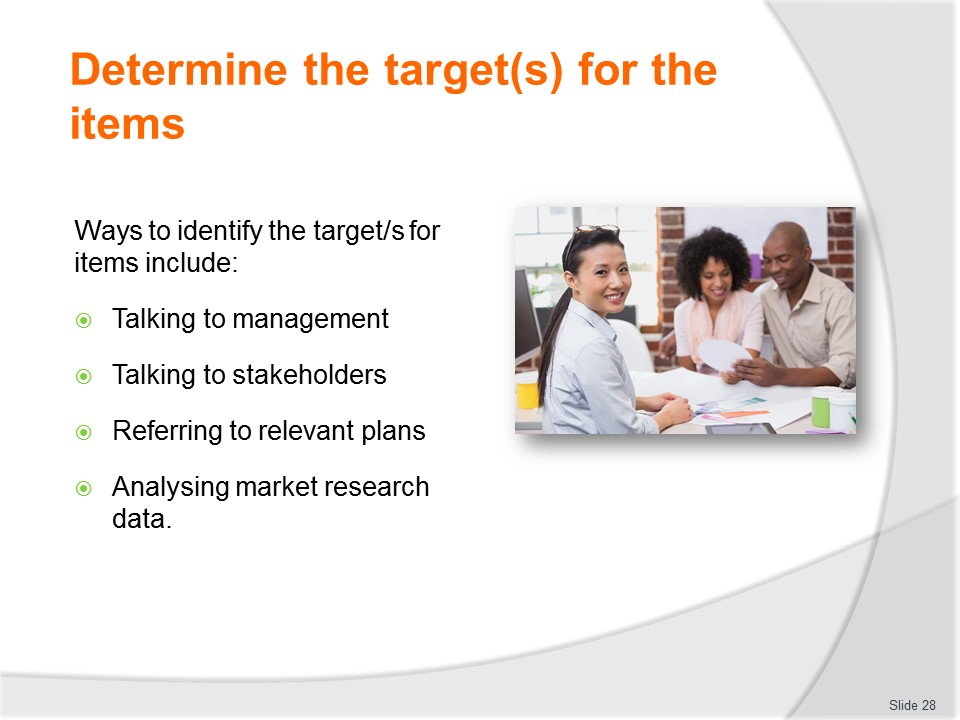 Determine the target(s) for the
items
Ways to identify the target/s for
items include:
Talking to management
Talking to stakeholders
Referring to relevant plans
Analysing market research
data.
Slide 28